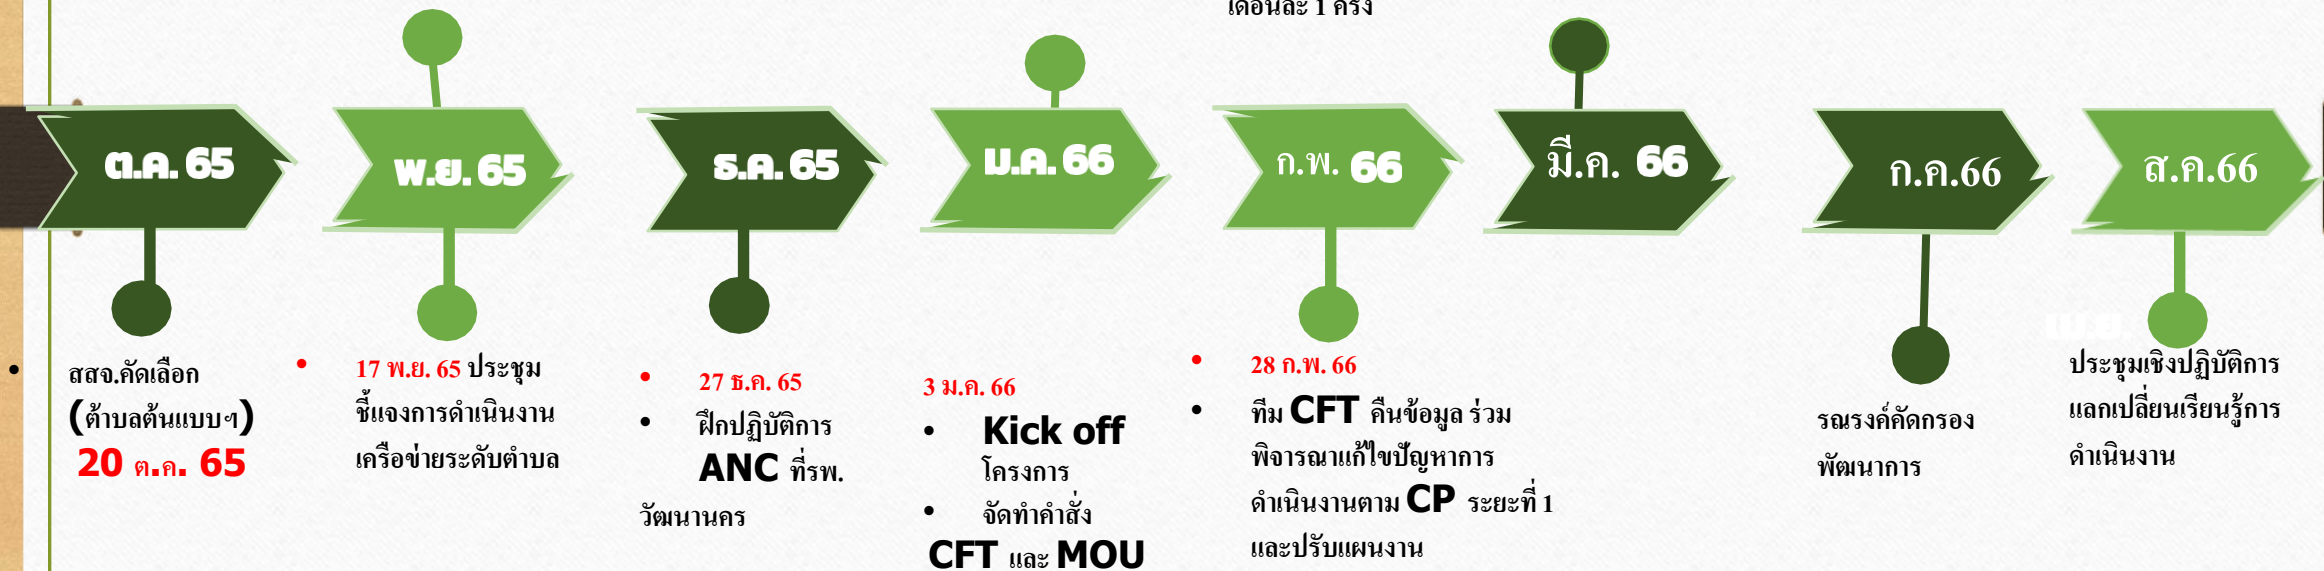 เดือนละ 1 ครั้ง
ต.ค. 65
พ.ย. 65
ธ.ค. 65
ม.ค. 66
ก.พ. 66
มี.ค. 66
ก.ค.66
ส.ค.66
• สสจ.คัดเลือก
(ตำบลต้นแบบฯ)
20 ต.ค. 65
• 17 พ.ย. 65 ประชุม
ชี้แจงการดำเนินงาน
เครือข่ายระดับตำบล
• 27 ธ.ค. 65
• ฝึกปฏิบัติการ
ANC ที่รพ.
วัฒนานคร
3 ม.ค. 66
• Kick off
โครงการ
• จัดทำคำสั่ง
CFT และ MOU
• 28 ก.พ. 66
• ทีม CFT คืนข้อมูล ร่วม
พิจารณาแก้ไขปัญหาการ
ดำเนินงานตาม CP ระยะที่ 1
และปรับแผนงาน
รณรงค์คัดกรอง
พัฒนาการ
ประชุมเชิงปฏิบัติการ
แลกเปลี่ยนเรียนรู้การ
ดำเนินงาน